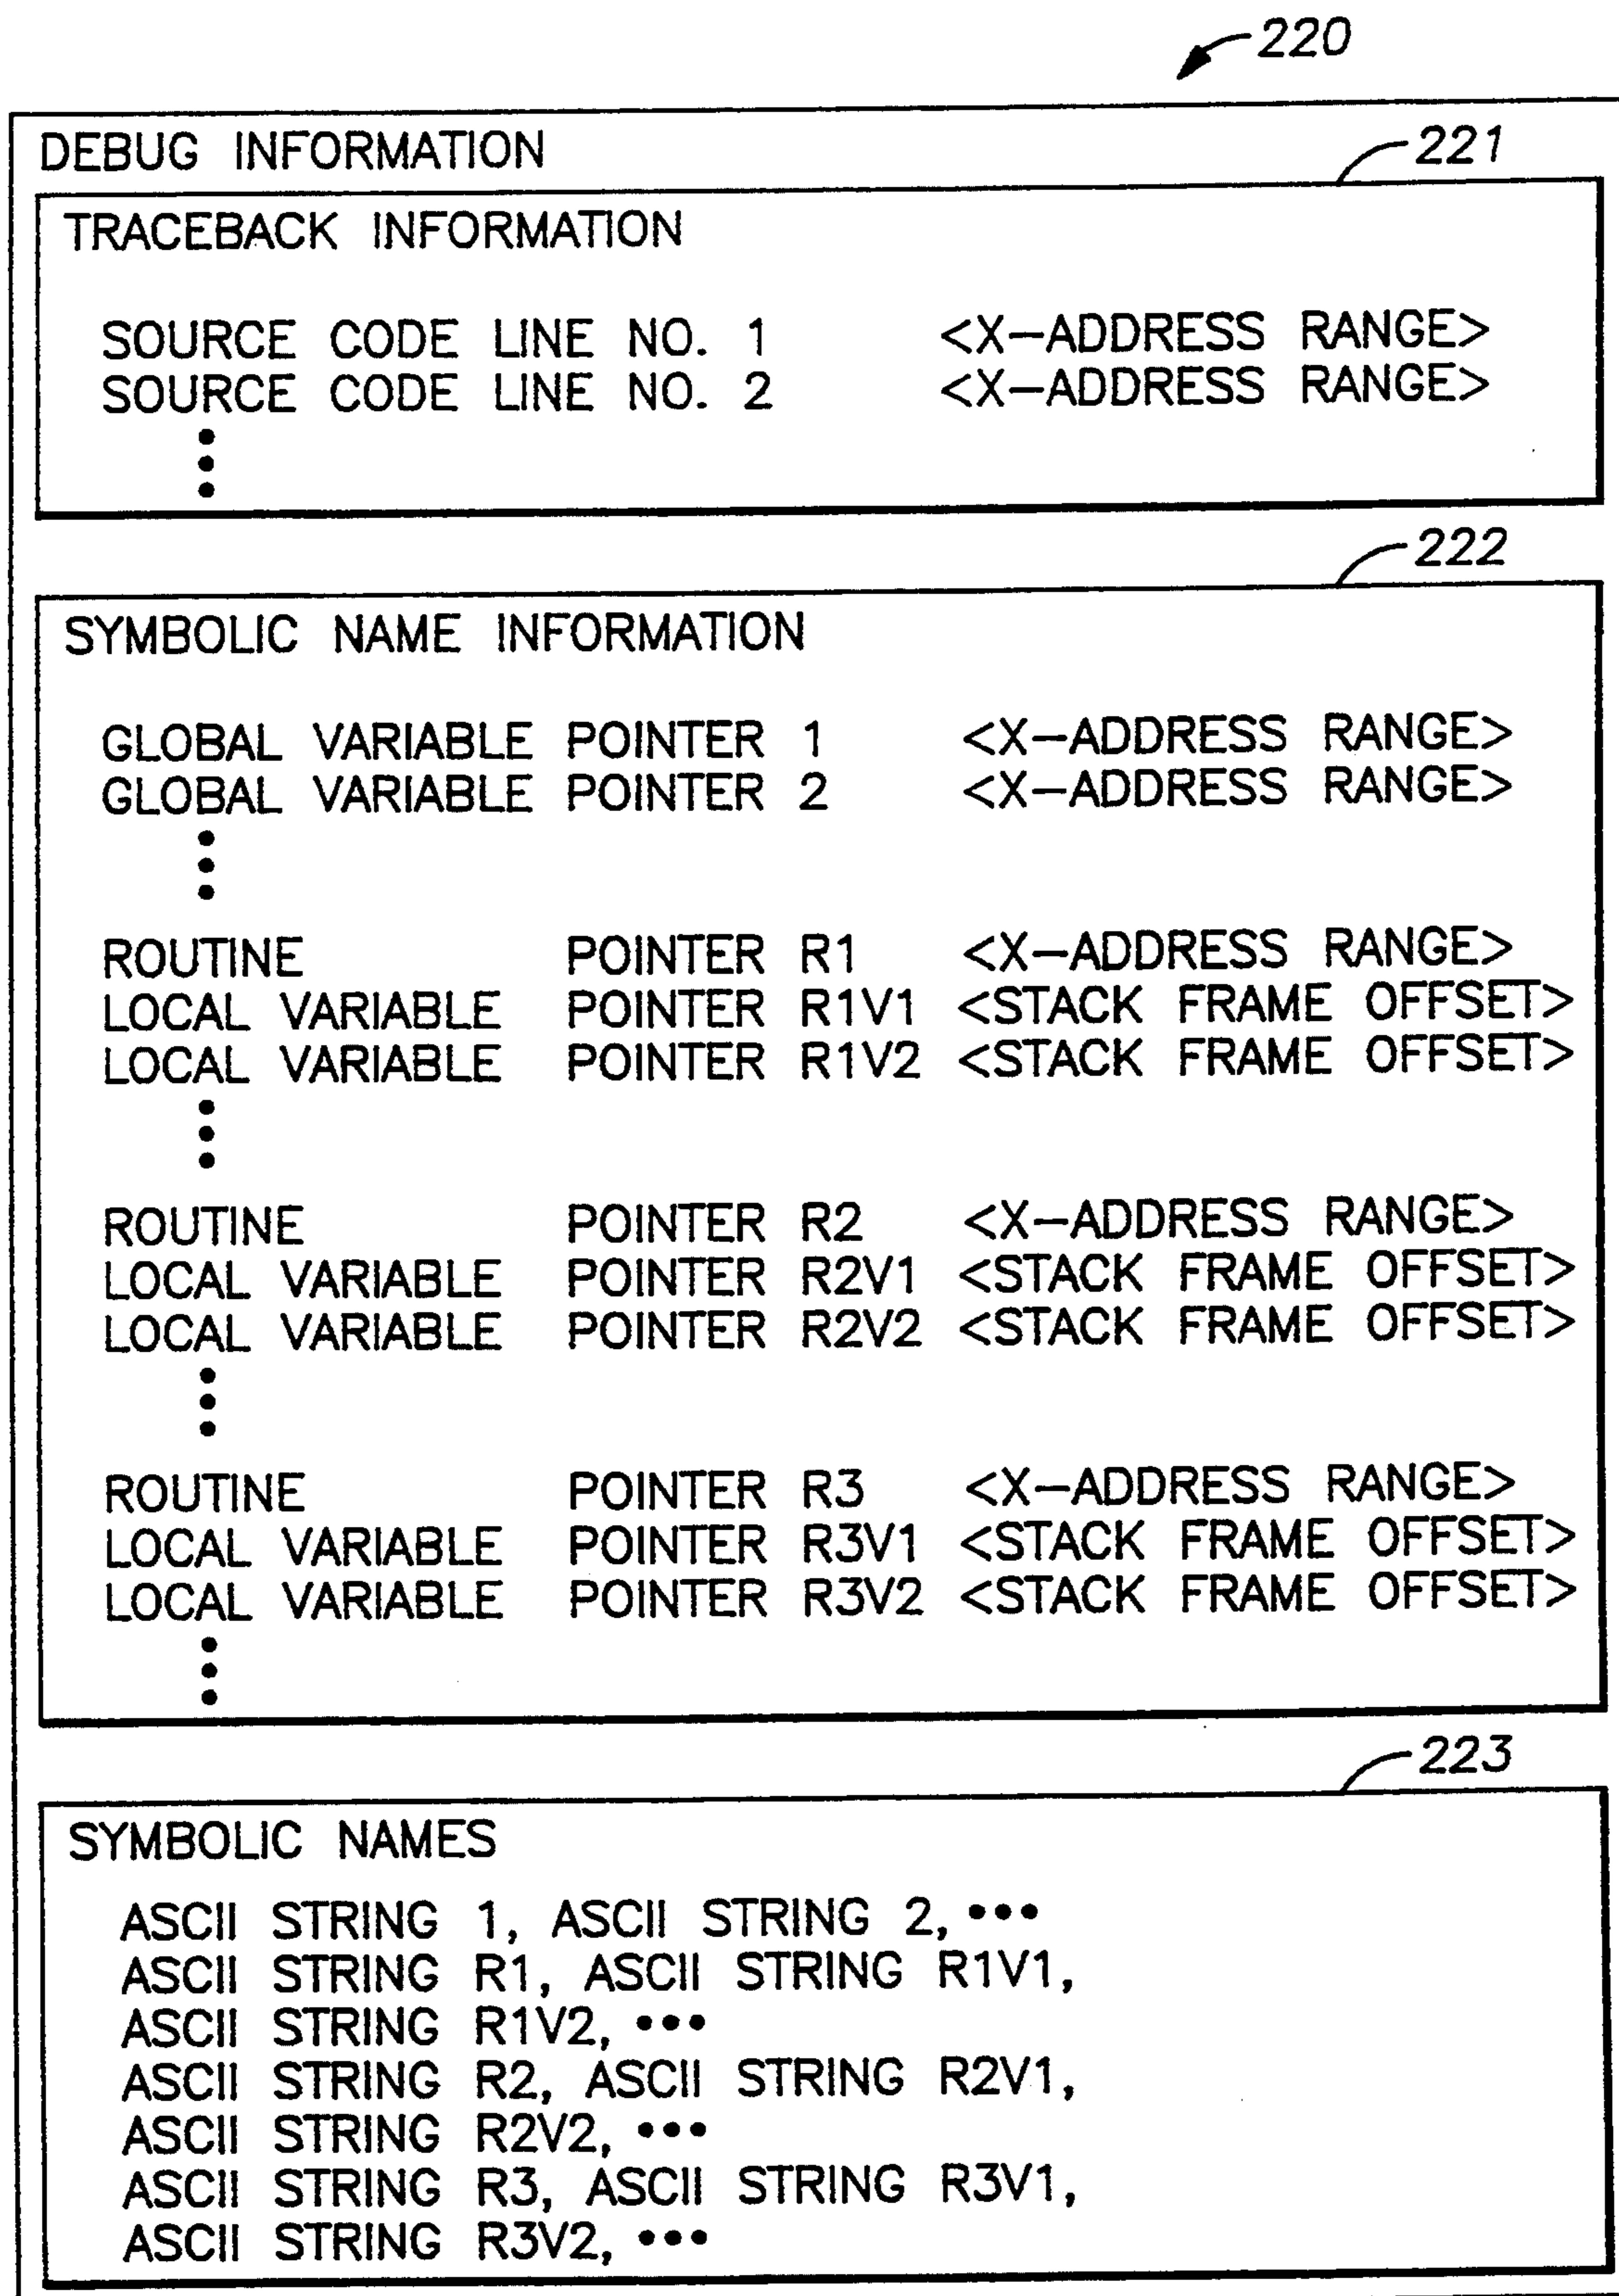 220
DEBUG INFORMATION
221
TRACEBACK INFORMATION
SOURCE CODE LINE NO. 1 <X-ADDRESS RANGE>
SOURCE CODE LINE NO. 2 <X-ADDRESS RANGE>
222
SYMBOLIC NAME INFORMATION
GLOBAL VARIABLE POINTER 1 <X-ADDRESS RANGE>
GLOBAL VARIABLE POINTER 2 <X-ADDRESS RANGE>
ROUTINE POINTER R1 <X-ADDRESS RANGE>
LOCAL VARIABLE POINTER R1V1 <STACK FRAME OFFSET>
LOCAL VARIABLE POINTER R1V2 <STACK FRAME OFFSET>
ROUTINE POINTER R2 <X-ADDRESS RANGE>
LOCAL VARIABLE POINTER R2V1 <STACK FRAME OFFSET>
LOCAL VARIABLE POINTER R2V2 <STACK FRAME OFFSET>
ROUTINE POINTER R3 <X-ADDRESS RANGE>
LOCAL VARIABLE POINTER R3V1 <STACK FRAME OFFSET>
LOCAL VARIABLE POINTER R3V2 <STACK FRAME OFFSET>
223
SYMBOLIC NAMES
ASCII STRING 1, ASCII STRING 2, •••
ASCII STRING R1, ASCII STRING R1V1,
ASCII STRING R1V2, •••
ASCII STRING R2, ASCII STRING R2V1,
ASCII STRING R2V2, •••
ASCII STRING R3, ASCII STRING R3V1,
ASCII STRING R3V2, •••